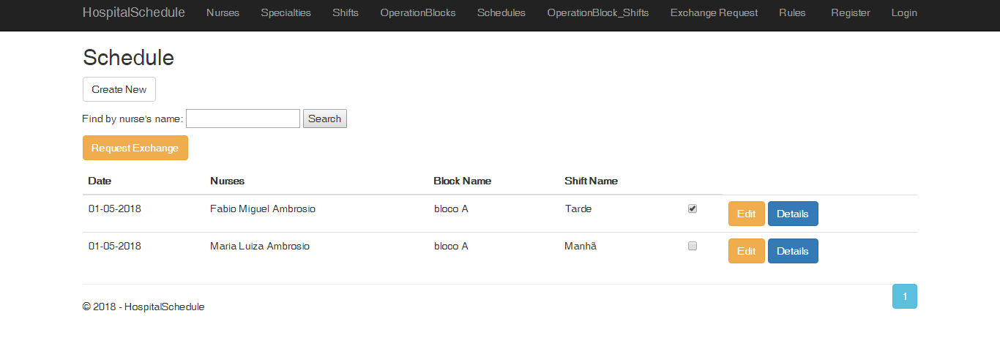 HospitalSchedule Nurses Specialties Shifts OperationBlocks Schedules OperationBlock_Shifts Exchange Request Rules Register Login
Schedule
Create New
Find by nurse's name: Search
Request Exchange
Date Nurses Block Name Shift Name
01-05-2018 Fabio Miguel Ambrosio bloco A Tarde Edit Details
01-05-2018 Maria Luiza Ambrosio bloco A Manhã Edit Details
1
© 2018 - HospitalSchedule